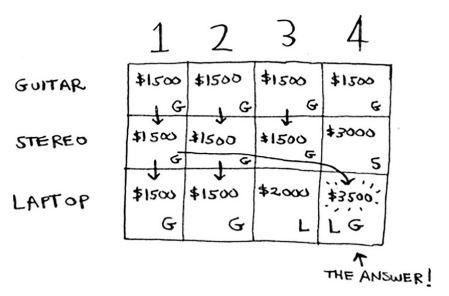 1 2 3 4
GUITAR $1500 $1500 $1500 $1500
G G G G
STEREO $1500 $1500 $1500 $3000
G G G S
LAPTOP $1500 $1500 $2000 $3500
G G L L G
THE ANSWER!